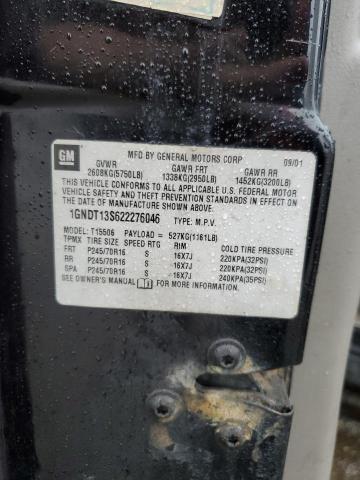 GM
MFD BY GENERAL MOTORS CORP 09/01
GVWR GAWR FRT GAWR RR
2608KG(5750LB) 1338KG(2950LB) 1452KG(3200LB)
THIS VEHICLE CONFORMS TO ALL APPLICABLE U.S. FEDERAL MOTOR
VEHICLE SAFETY AND THEFT PREVENTION STANDARDS IN EFFECT ON
THE DATE OF MANUFACTURE SHOWN ABOVE.
1GNDT13S622276046 TYPE: M.P.V.
MODEL: T15506 PAYLOAD = 527KG(1161LB)
TPMX TIRE SIZE SPEED RTG RIM COLD TIRE PRESSURE
FRT P245/70R16 S 16X7J 220KPA(32PSI)
RR P245/70R16 S 16X7J 220KPA(32PSI)
SPA P245/70R16 S 16X7J 240KPA(35PSI)
SEE OWNER'S MANUAL FOR MORE INFORMATION.